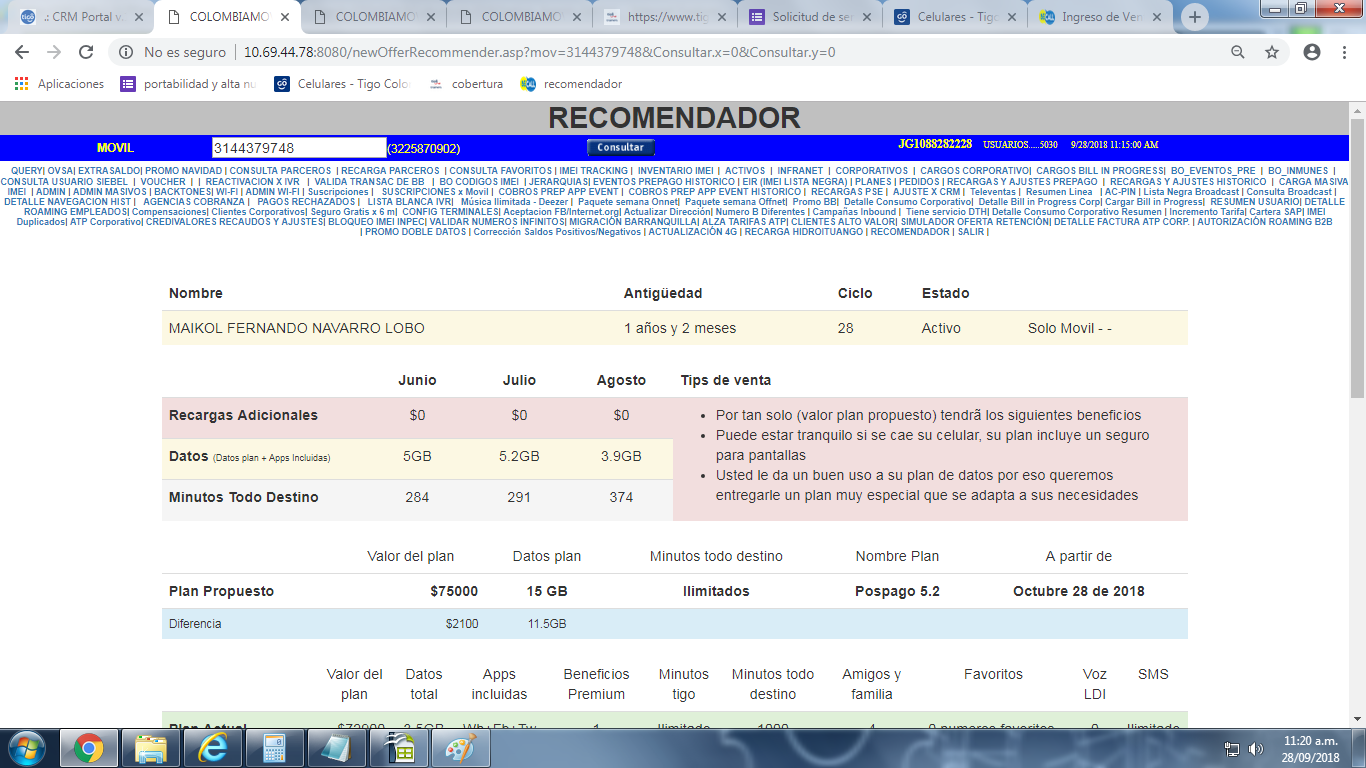 .: CRM Portal v. COLOMBIAMO COLOMBIAMO COLOMBIAMO https://www.tig Solicitud de se Celulares - Tigo Ingreso de Ven
No es seguro | 10.69.44.78:8080/newOfferRecommender.asp?mov=3144379748&Consultar.x=0&Consultar.y=0
Aplicaciones portabilidad y alta nu Celulares - Tigo Colo cobertura recomendador
RECOMENDADOR
MOVIL 3144379748 (3225870902) Consultar JG1088282228 USUARIOS.....5030 9/28/2018 11:15:00 AM
QUERY| OVSA| EXTRASALDO| PROMO NAVIDAD | CONSULTA PARCEROS | RECARGA PARCEROS | CONSULTA FAVORITOS | IMEI TRACKING | INVENTARIO IMEI | ACTIVOS | INFRANET | CORPORATIVOS | CARGOS CORPORATIVO| CARGOS BILL IN PROGRESS| BO_EVENTOS_PRE | BO_INMUNES |
CONSULTA USUARIO SIEBEL | VOUCHER | | REACTIVACION X IVR | VALIDA TRANSAC DE BB | BO CODIGOS IMEI | JERARQUIAS| EVENTOS PREPAGO HISTORICO | EIR (IMEI LISTA NEGRA) | PLANES | PEDIDOS | RECARGAS Y AJUSTES PREPAGO | RECARGAS Y AJUSTES HISTORICO | CARGA MASIVA
IMEI | ADMIN | ADMIN MASIVOS | BACKTONES| WI-FI | ADMIN WI-FI | Suscripciones | SUSCRIPCIONES x Movil | COBROS PREP APP EVENT | COBROS PREP APP EVENT HISTORICO | RECARGAS PSE | AJUSTE X CRM | Televentas | Resumen Linea | AC-PIN | Lista Negra Broadcast | Consulta Broadcast |
DETALLE NAVEGACION HIST | AGENCIAS COBRANZA | PAGOS RECHAZADOS | LISTA BLANCA IVR| Música Ilimitada - Deezer | Paquete semana Onnet| Paquete semana Offnet| Promo BB| Detalle Consumo Corporativo| Detalle Bill in Progress Corp| Cargar Bill in Progress| RESUMEN USUARIO| DETALLE
ROAMING EMPLEADOS| Compensaciones| Clientes Corporativos| Seguro Gratis x 6 m| CONFIG TERMINALES| Aceptacion FB/Internet.org| Actualizar Dirección| Numero B Diferentes | Campañas Inbound | Tiene servicio DTH| Detalle Consumo Corporativo Resumen | Incremento Tarifa| Cartera SAP| IMEI
Duplicados| ATP Corporativo| CREDIVALORES RECAUDOS Y AJUSTES| BLOQUEO IMEI INPEC| VALIDAR NUMEROS INFINITOS| MIGRACIÓN BARRANQUILLA| ALZA TARIFAS ATP| CLIENTES ALTO VALOR| SIMULADOR OFERTA RETENCIÓN| DETALLE FACTURA ATP CORP. | AUTORIZACIÓN ROAMING B2B
| PROMO DOBLE DATOS | Corrección Saldos Positivos/Negativos | ACTUALIZACIÓN 4G | RECARGA HIDROITUANGO | RECOMENDADOR | SALIR |
Nombre Antigüedad Ciclo Estado
MAIKOL FERNANDO NAVARRO LOBO 1 años y 2 meses 28 Activo Solo Movil - -
Junio Julio Agosto Tips de venta
Recargas Adicionales $0 $0 $0
Datos (Datos plan + Apps Incluidas) 5GB 5.2GB 3.9GB
Minutos Todo Destino 284 291 374
• Por tan solo (valor plan propuesto) tendrã los siguientes beneficios
• Puede estar tranquilo si se cae su celular, su plan incluye un seguro
para pantallas
• Usted le da un buen uso a su plan de datos por eso queremos
entregarle un plan muy especial que se adapta a sus necesidades
Valor del plan Datos plan Minutos todo destino Nombre Plan A partir de
Plan Propuesto $75000 15 GB Ilimitados Pospago 5.2 Octubre 28 de 2018
Diferencia $2100 11.5GB
Valor del Datos Apps Beneficios Minutos Minutos todo Amigos y Favoritos Voz SMS
plan total incluidas Premium tigo destino familia LDI
Plan Actual $72900 3.5GB Wh+Fb+Tw 1 Ilimitado 1000 4 0 numeros favoritos 0 Ilimitado
11:20 a.m.
28/09/2018